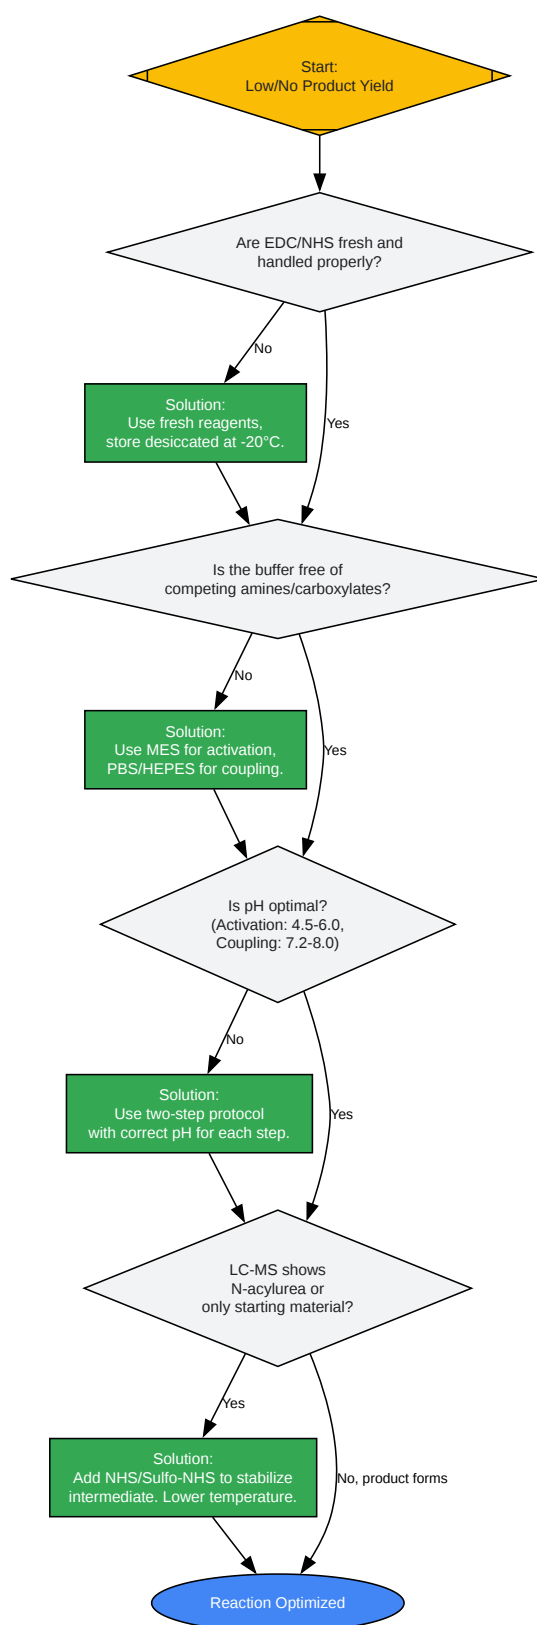 Start:
Low/No Product Yield
Are EDC/NHS fresh and
handled properly?
No
Solution:
Use fresh reagents,
store desiccated at -20°C.
Yes
Is the buffer free of
competing amines/carboxylates?
No
Solution:
Use MES for activation,
PBS/HEPES for coupling.
Yes
Is pH optimal?
(Activation: 4.5-6.0,
Coupling: 7.2-8.0)
No
Solution:
Use two-step protocol
with correct pH for each step.
Yes
LC-MS shows
N-acylurea or
only starting material?
Yes
Solution:
Add NHS/Sulfo-NHS to stabilize
intermediate. Lower temperature.
No, product forms
Reaction Optimized